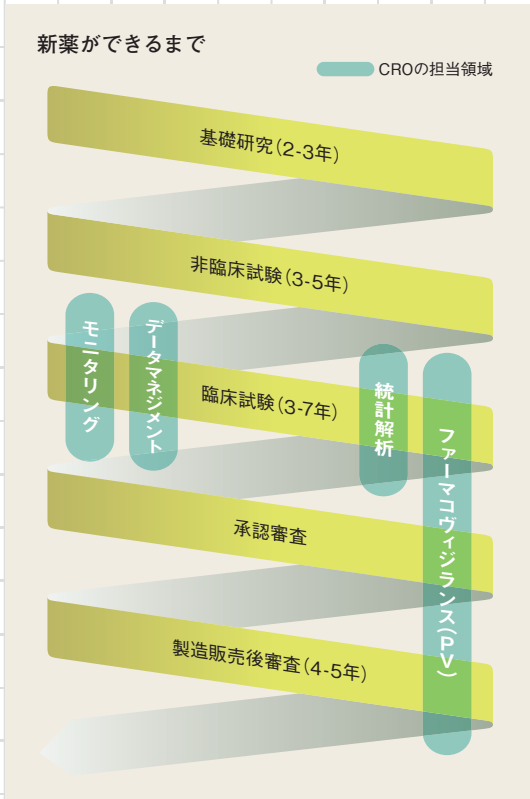 新薬ができるまで
CROの担当領域
基礎研究(2-3年)
非臨床試験(3-5年)
モニタリング
データマネジメント
臨床試験(3-7年)
統計解析
ファーマコヴィジランス(PV)
承認審査
製造販売後審査(4-5年)